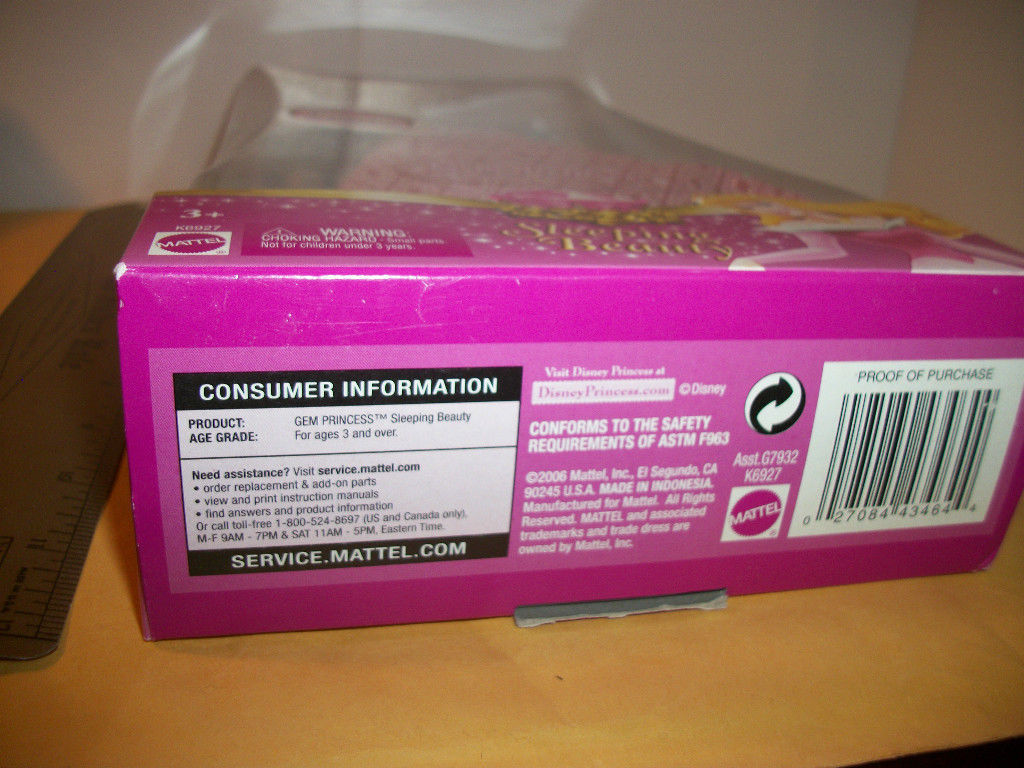 3+
K6927
MATTEL
WARNING:
CHOKING HAZARD - Small parts
Not for children under 3 years.
Sleeping
Beauty
CONSUMER INFORMATION
PRODUCT: GEM PRINCESS™ Sleeping Beauty
AGE GRADE: For ages 3 and over.
Need assistance? Visit service.mattel.com
• order replacement & add-on parts
• view and print instruction manuals
• find answers and product information
Or call toll-free 1-800-524-8697 (US and Canada only),
M-F 9AM - 7PM & SAT 11AM - 5PM, Eastern Time.
SERVICE.MATTEL.COM
Visit Disney Princess at
DisneyPrincess.com ©Disney
CONFORMS TO THE SAFETY
REQUIREMENTS OF ASTM F963
©2006 Mattel, Inc., El Segundo, CA
90245 U.S.A. MADE IN INDONESIA.
Manufactured for Mattel. All Rights
Reserved. MATTEL and associated
trademarks and trade dress are
owned by Mattel, Inc.
Asst.G7932
K6927
MATTEL
®
PROOF OF PURCHASE
0 27084 43464 4